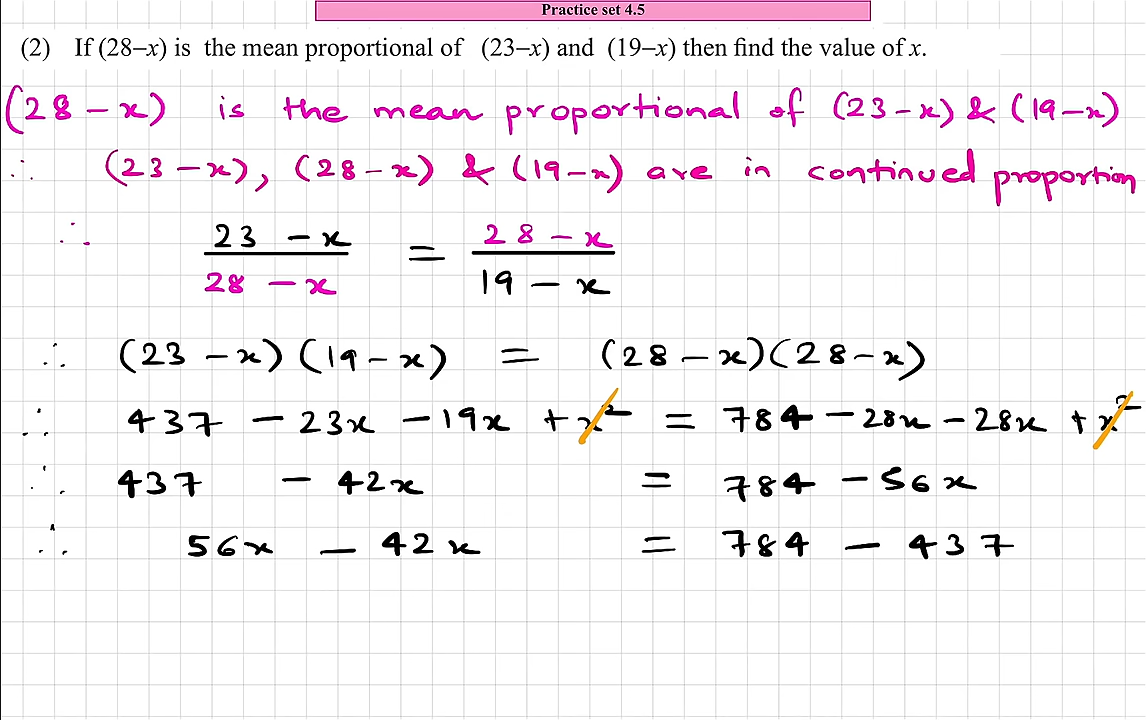 Practice set 4.5
(2) If (28–x) is the mean proportional of (23–x) and (19–x) then find the value of x.
(28 – x) is the mean proportional of (23 – x) & (19 – x)
∴ (23 – x), (28 – x) & (19 – x) are in continued proportion
∴ 23 – x / 28 – x = 28 – x / 19 – x
∴ (23 – x) (19 – x) = (28 – x)(28 – x)
∴ 437 – 23x – 19x + x² = 784 – 28x – 28x + x²
∴ 437 – 42x = 784 – 56x
∴ 56x – 42x = 784 – 437